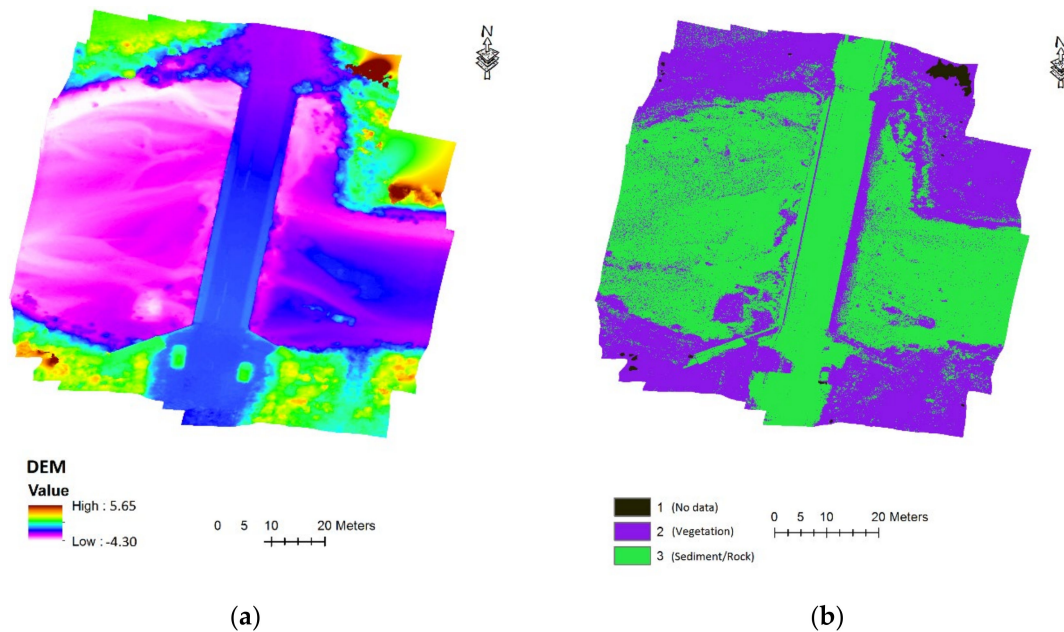 N
N
DEM
Value
High : 5.65
Low : -4.30
0 5 10 20 Meters
1 (No data)
2 (Vegetation)
3 (Sediment/Rock)
0 5 10 20 Meters
(a)
(b)